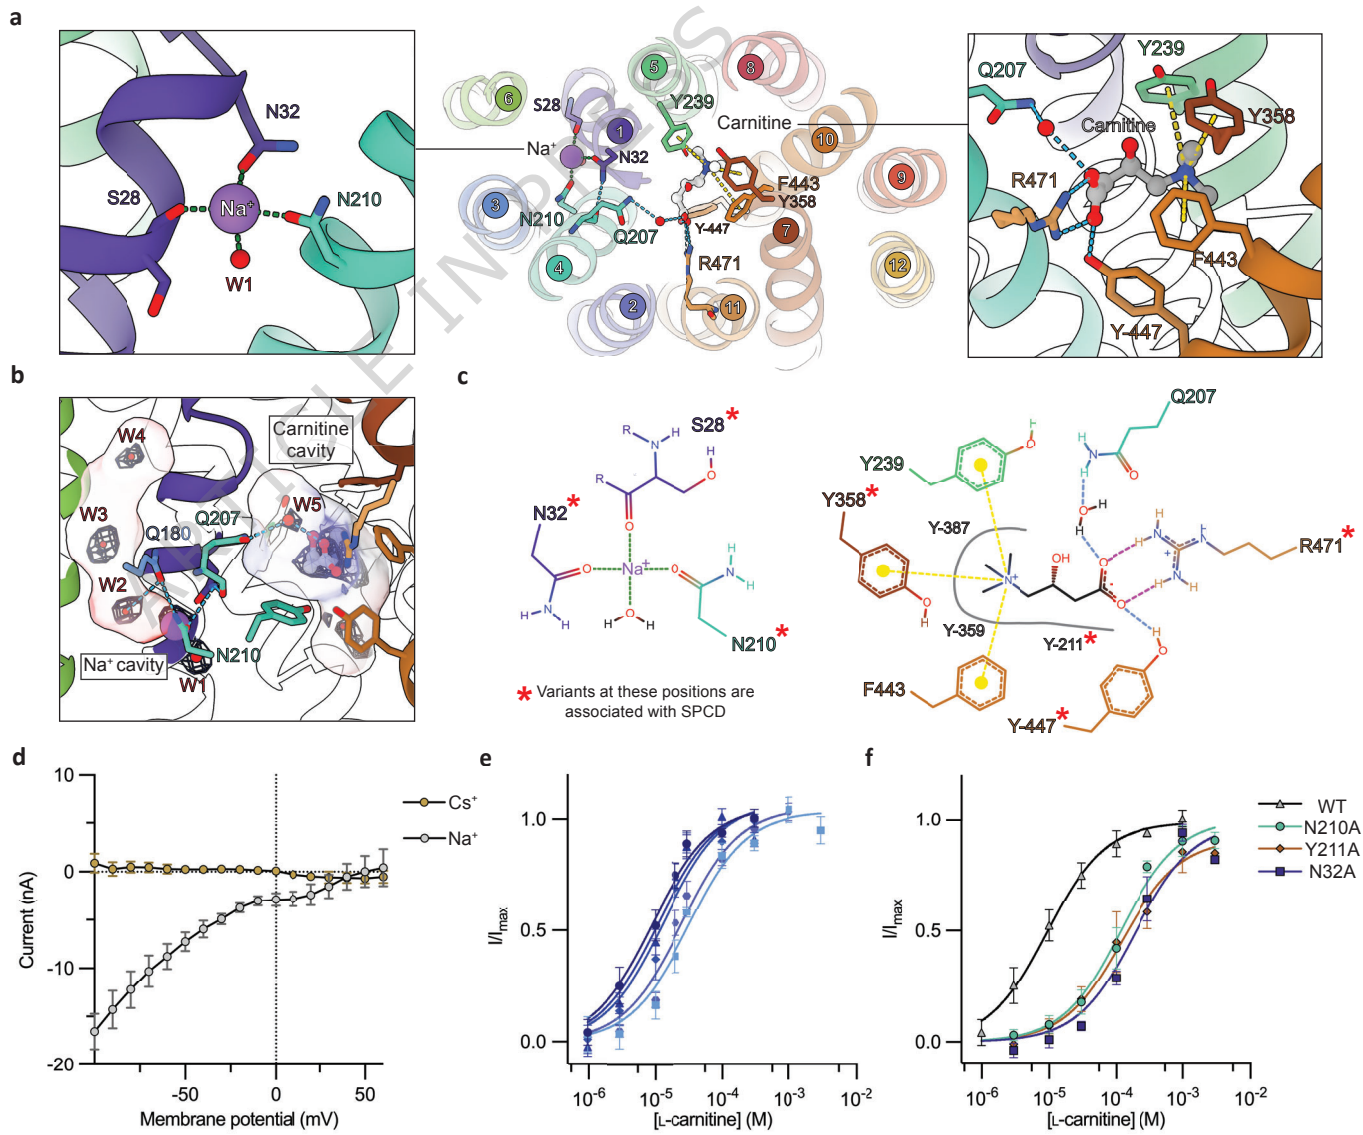 a
N32
S28
Na⁺
N210
W1
5
8
6
S28
Y239
1
Carnitine
10
Na⁺
N32
9
3
F443
N210
Y358
Q207
Y-447
7
4
R471
12
2
11
Y239
Q207
Y358
Carnitine
R471
F443
Y-447
ARTICLE IN PRESS
b
W4
Carnitine
cavity
W3
Q207
W5
Q180
W2
N210
Na⁺ cavity
W1
c
S28*
R
N
H
H
R
O
N32*
O
O
Na⁺
O
N
H
H
N
H
H
O
H
H
N210*
* Variants at these positions are
associated with SPCD
Q207
H
O
Y239
H
N
H
O
Y358*
Y-387
H
O
H
H
H
N
N
H
R471*
OH
O
N⁺
N
H
O
H
O
H
Y-359
Y-211*
H
O
F443
Y-447*
d
10
0
-10
-20
Current (nA)
-50
0
50
Membrane potential (mV)
Cs⁺
Na⁺
e
1.0
0.5
0.0
I/Imax
10⁻⁶
10⁻⁵
10⁻⁴
10⁻³
10⁻²
[L-carnitine] (M)
f
1.0
0.5
0.0
I/Imax
10⁻⁶
10⁻⁵
10⁻⁴
10⁻³
10⁻²
[L-carnitine] (M)
WT
N210A
Y211A
N32A